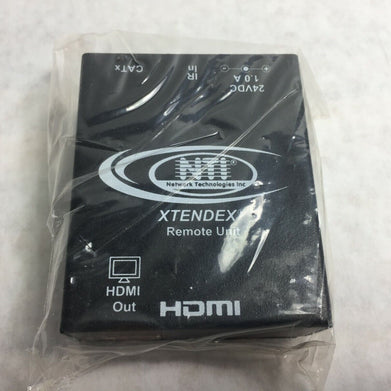 CATx
IR
In
24VDC
1.0 A
NTI®
Network Technologies Inc
XTENDEX
Remote Unit
HDMI
Out
HDMI